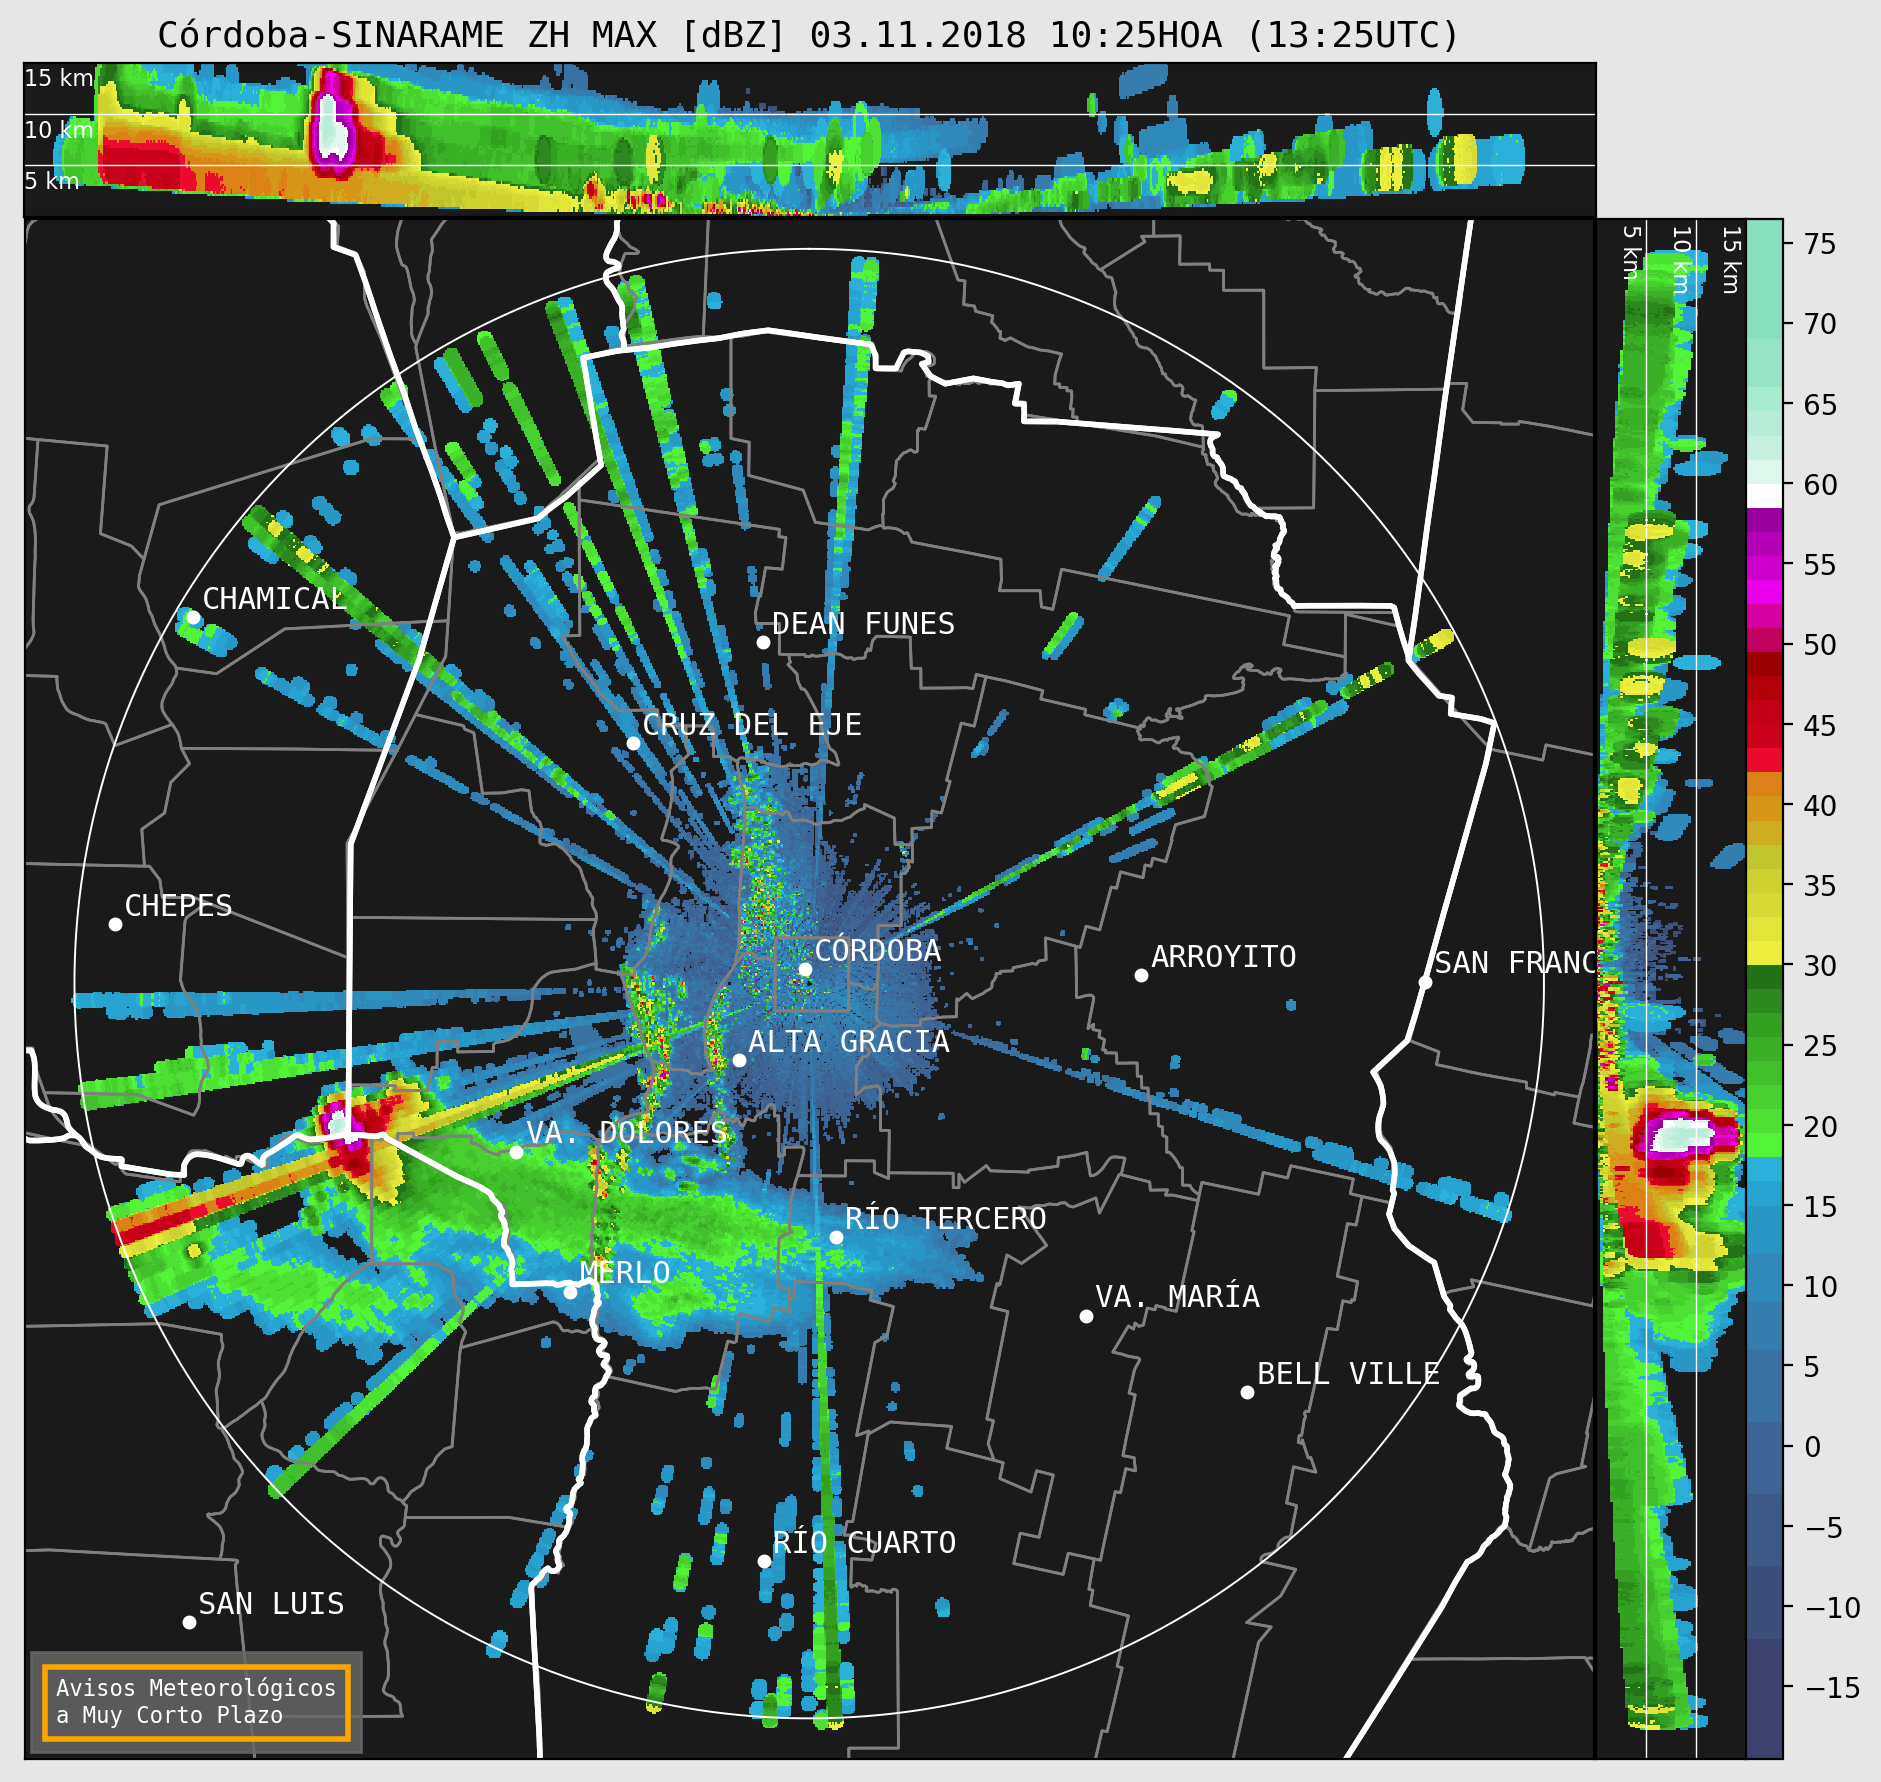 Córdoba-SINARAME ZH MAX [dBZ] 03.11.2018 10:25HOA (13:25UTC)
15 km
10 km
5 km
5 km
10 km
15 km
75
70
65
60
55
50
45
40
35
30
25
20
15
10
5
0
−5
−10
−15
CHAMICAL
DEAN FUNES
CRUZ DEL EJE
CHEPES
CÓRDOBA
ARROYITO
SAN FRANC
ALTA GRACIA
VA. DOLORES
RÍO TERCERO
MERLO
VA. MARÍA
BELL VILLE
RÍO CUARTO
SAN LUIS
Avisos Meteorológicos
a Muy Corto Plazo